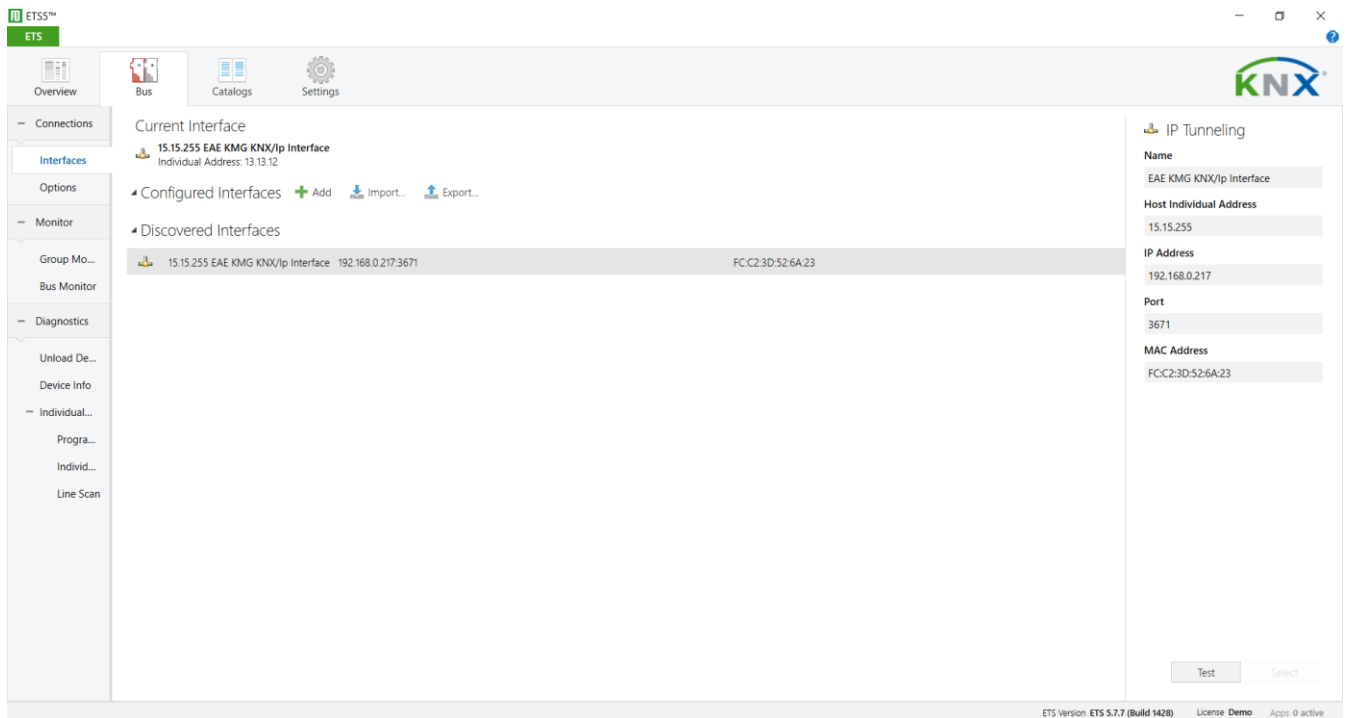 ETS5™
ETS
Overview
Bus
Catalogs
Settings
KNX
Connections
Interfaces
Options
Monitor
Group Mo...
Bus Monitor
Diagnostics
Unload De...
Device Info
Individual...
Progra...
Individ...
Line Scan
Current Interface
15.15.255 EAE KMG KNX/Ip Interface
Individual Address: 13.13.12
Configured Interfaces Add Import... Export...
Discovered Interfaces
15.15.255 EAE KMG KNX/Ip Interface 192.168.0.217:3671 FC:C2:3D:52:6A:23
IP Tunneling
Name
EAE KMG KNX/Ip Interface
Host Individual Address
15.15.255
IP Address
192.168.0.217
Port
3671
MAC Address
FC:C2:3D:52:6A:23
Test Select
ETS Version ETS 5.7.7 (Build 1428) License Demo Apps 0 active